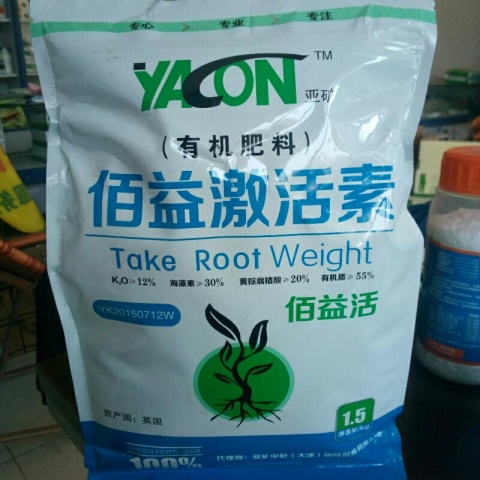 专心 专业 专注
YACON™
亚矿
（有机肥料）
佰益激活素
Take Root Weight
K₂O≥12% 海藻素≥30% 黄棕腐植酸≥20% 有机质≥55%
YK20150712W
佰益活
原产国：英国
1.5
100%